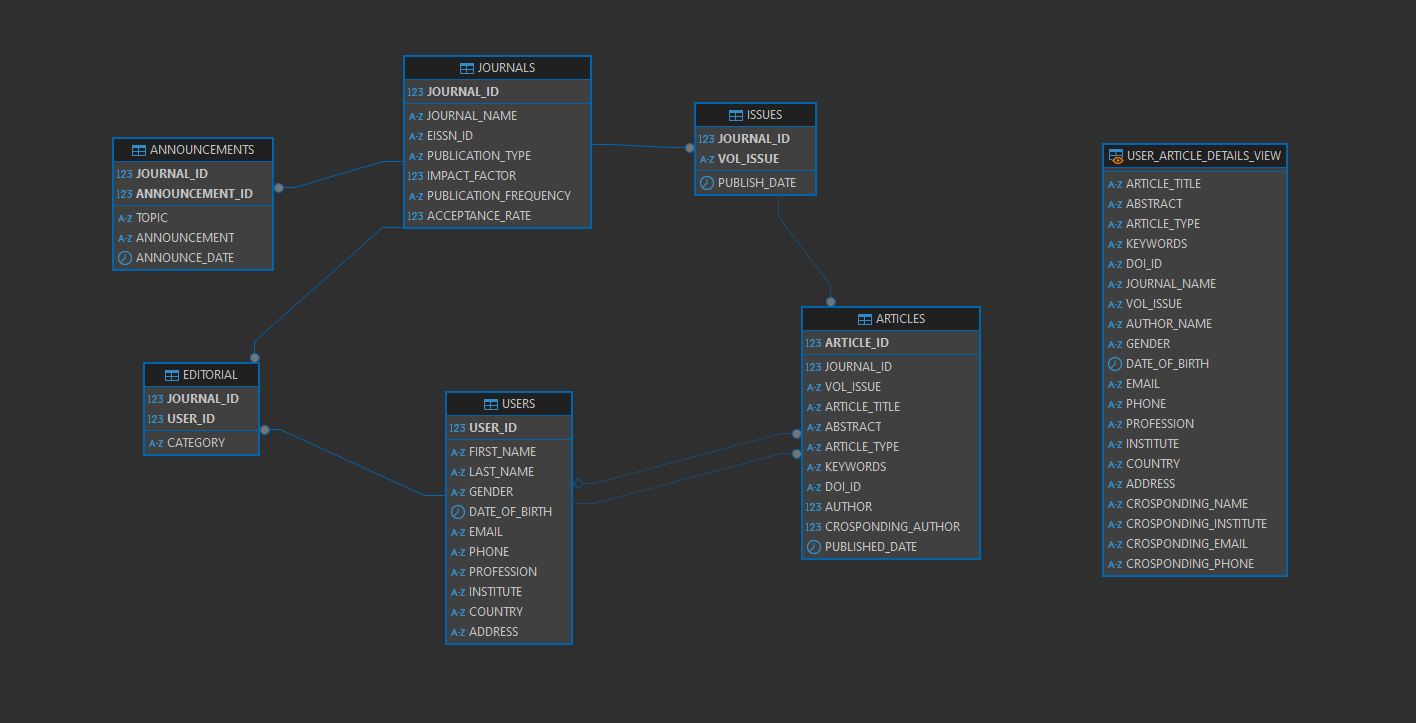 JOURNALS
123 JOURNAL_ID
A-Z JOURNAL_NAME
A-Z EISSN_ID
A-Z PUBLICATION_TYPE
123 IMPACT_FACTOR
A-Z PUBLICATION_FREQUENCY
123 ACCEPTANCE_RATE
ISSUES
123 JOURNAL_ID
A-Z VOL_ISSUE
PUBLISH_DATE
ANNOUNCEMENTS
123 JOURNAL_ID
123 ANNOUNCEMENT_ID
A-Z TOPIC
A-Z ANNOUNCEMENT
ANNOUNCE_DATE
USER_ARTICLE_DETAILS_VIEW
A-Z ARTICLE_TITLE
A-Z ABSTRACT
A-Z ARTICLE_TYPE
A-Z KEYWORDS
A-Z DOI_ID
A-Z JOURNAL_NAME
A-Z VOL_ISSUE
A-Z AUTHOR_NAME
A-Z GENDER
DATE_OF_BIRTH
A-Z EMAIL
A-Z PHONE
A-Z PROFESSION
A-Z INSTITUTE
A-Z COUNTRY
A-Z ADDRESS
A-Z CROSPONDING_NAME
A-Z CROSPONDING_INSTITUTE
A-Z CROSPONDING_EMAIL
A-Z CROSPONDING_PHONE
ARTICLES
123 ARTICLE_ID
123 JOURNAL_ID
A-Z VOL_ISSUE
A-Z ARTICLE_TITLE
A-Z ABSTRACT
A-Z ARTICLE_TYPE
A-Z KEYWORDS
A-Z DOI_ID
123 AUTHOR
123 CROSPONDING_AUTHOR
PUBLISHED_DATE
EDITORIAL
123 JOURNAL_ID
123 USER_ID
A-Z CATEGORY
USERS
123 USER_ID
A-Z FIRST_NAME
A-Z LAST_NAME
A-Z GENDER
DATE_OF_BIRTH
A-Z EMAIL
A-Z PHONE
A-Z PROFESSION
A-Z INSTITUTE
A-Z COUNTRY
A-Z ADDRESS